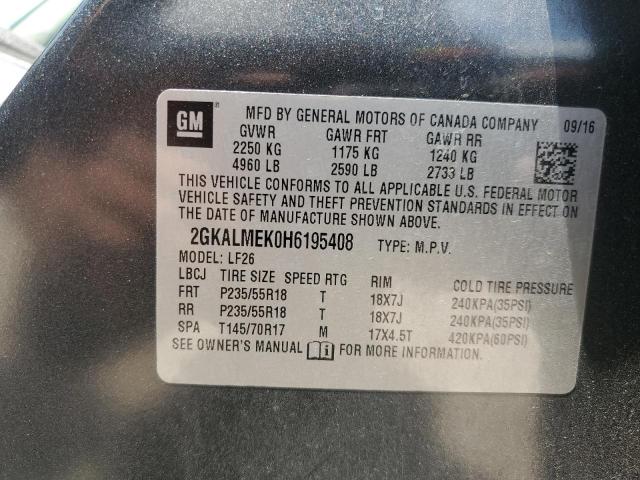 GM ®
MFD BY GENERAL MOTORS OF CANADA COMPANY 09/16
GVWR GAWR FRT GAWR RR
2250 KG 1175 KG 1240 KG
4960 LB 2590 LB 2733 LB
THIS VEHICLE CONFORMS TO ALL APPLICABLE U.S. FEDERAL MOTOR
VEHICLE SAFETY AND THEFT PREVENTION STANDARDS IN EFFECT ON
THE DATE OF MANUFACTURE SHOWN ABOVE.
2GKALMEK0H6195408 TYPE: M.P.V.
MODEL: LF26
LBCJ TIRE SIZE SPEED RTG RIM COLD TIRE PRESSURE
FRT P235/55R18 T 18X7J 240KPA(35PSI)
RR P235/55R18 T 18X7J 240KPA(35PSI)
SPA T145/70R17 M 17X4.5T 420KPA(60PSI)
SEE OWNER'S MANUAL FOR MORE INFORMATION.